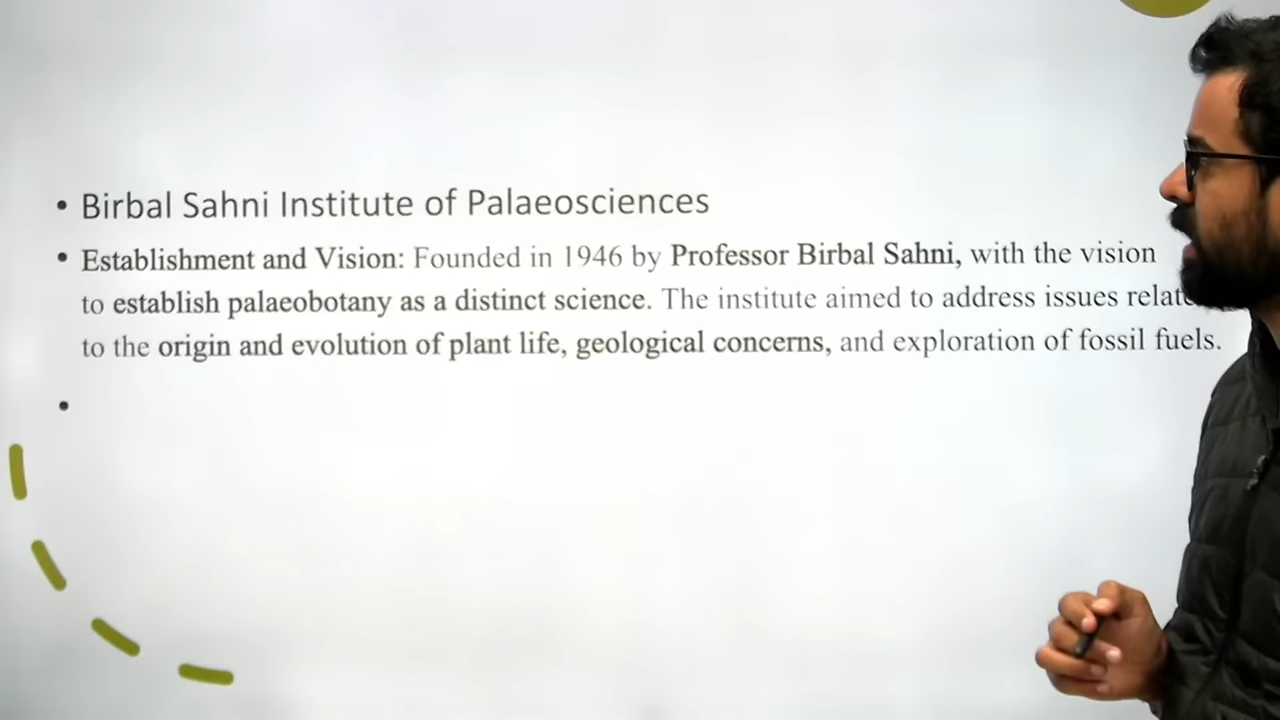 • Birbal Sahni Institute of Palaeosciences
• Establishment and Vision: Founded in 1946 by Professor Birbal Sahni, with the vision
to establish palaeobotany as a distinct science. The institute aimed to address issues
to the origin and evolution of plant life, geological concerns, and exploration of fossil fuels.
•